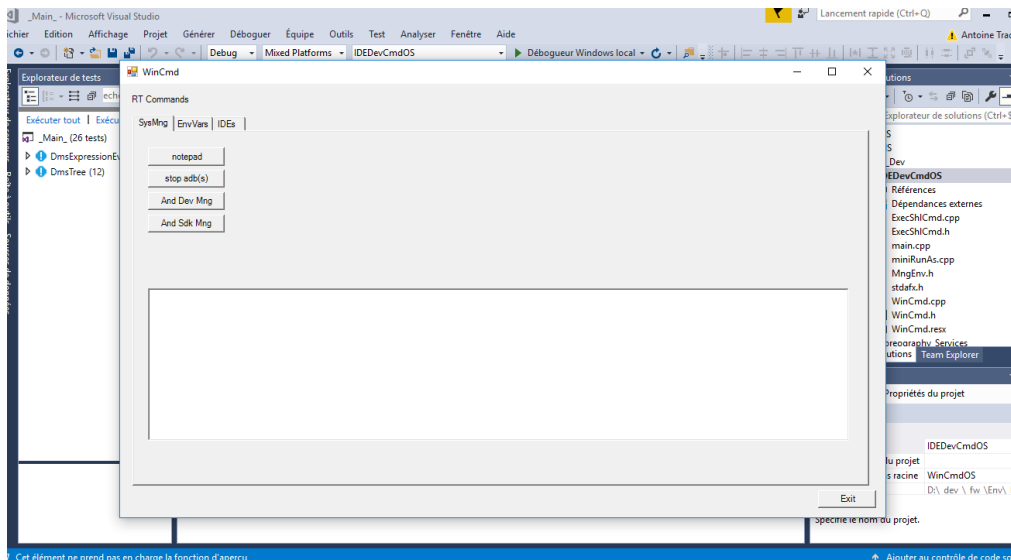 _Main_ - Microsoft Visual Studio
Lancement rapide (Ctrl+Q)
ichier Edition Affichage Projet Générer Déboguer Équipe Outils Test Analyser Fenêtre Aide
Antoine Trac
Debug Mixed Platforms IDEDevCmdOS Débogueur Windows local
Explorateur de tests
Exécuter tout Exécu
_Main_ (26 tests)
DmsExpressionEv
DmsTree (12)
WinCmd
RT Commands
SysMng EnvVars IDEs
notepad
stop adb(s)
And Dev Mng
And Sdk Mng
Exit
utions
Explorateur de solutions (Ctrl+$
S
S
_Dev
IEDevCmdOS
Références
Dépendances externes
ExecShlCmd.cpp
ExecShlCmd.h
main.cpp
miniRunAs.cpp
MngEnv.h
stdafx.h
WinCmd.cpp
WinCmd.h
WinCmd.resx
oreography_Services
utions Team Explorer
Propriétés du projet
IDEDevCmdOS
du projet
s racine WinCmdOS
D:\_dev_\_fw_\Env\_
Spécifie le nom du projet.
Cet élément ne prend pas en charge la fonction d'aperçu
Ajouter au contrôle de code so